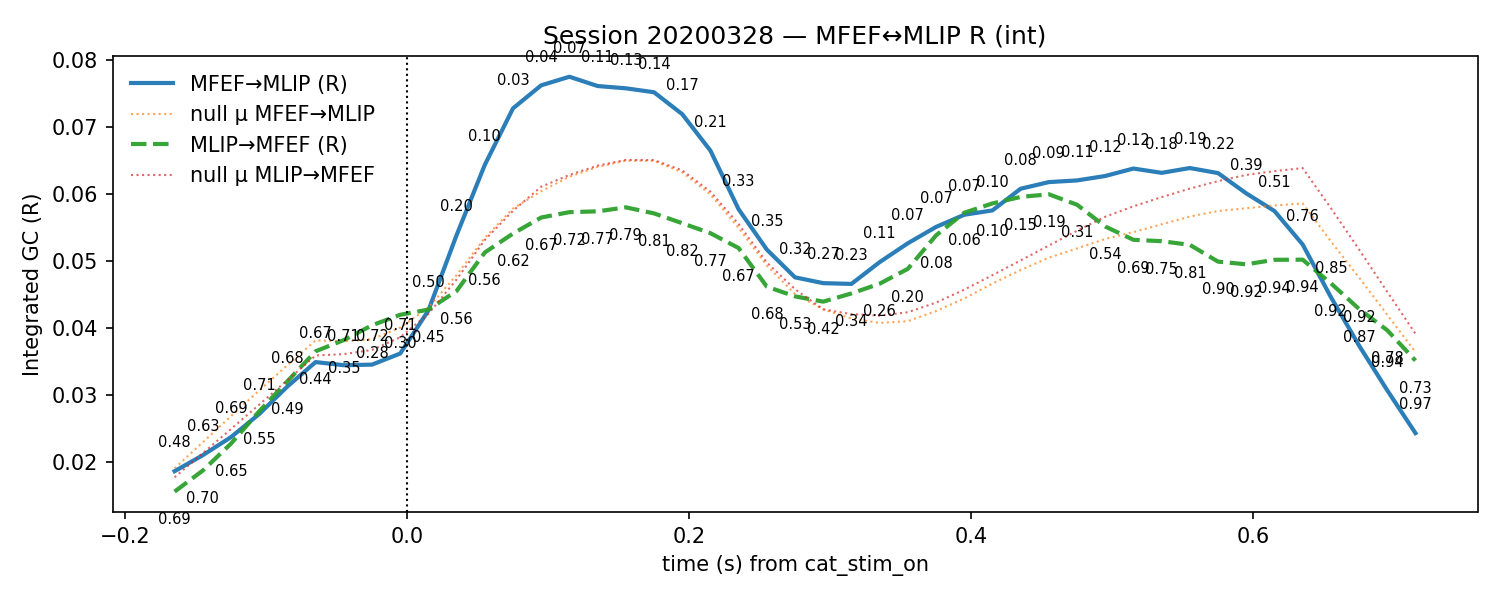 Session 20200328 — MFEF↔MLIP R (int)
Integrated GC (R)
0.08
0.07
0.06
0.05
0.04
0.03
0.02
MFEF→MLIP (R)
null μ MFEF→MLIP
MLIP→MFEF (R)
null μ MLIP→MFEF
0.48 0.63 0.69 0.71 0.68 0.67 0.71 0.72 0.71 0.50 0.20 0.10 0.03 0.04 0.07 0.11 0.13 0.14 0.17 0.21 0.33 0.35 0.32 0.27 0.23 0.11 0.07 0.07 0.07 0.10 0.08 0.09 0.11 0.12 0.12 0.18 0.19 0.22 0.39 0.51 0.76 0.85 0.92 0.94 0.97
0.69 0.70 0.65 0.55 0.49 0.44 0.35 0.28 0.30 0.45 0.56 0.56 0.62 0.67 0.72 0.77 0.79 0.81 0.82 0.77 0.67 0.68 0.53 0.42 0.34 0.26 0.20 0.08 0.06 0.10 0.15 0.19 0.31 0.54 0.69 0.75 0.81 0.90 0.92 0.94 0.94 0.92 0.87 0.78 0.73
−0.2 0.0 0.2 0.4 0.6
time (s) from cat_stim_on